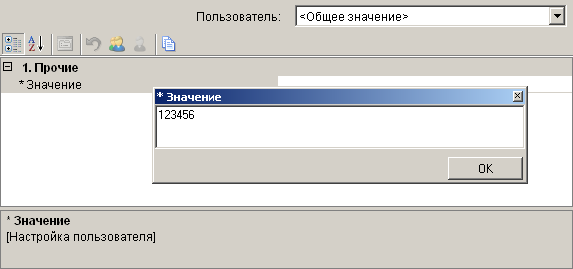 Пользователь: <Общее значение>
1. Прочие
* Значение
* Значение
123456
OK
* Значение
[Настройка пользователя]